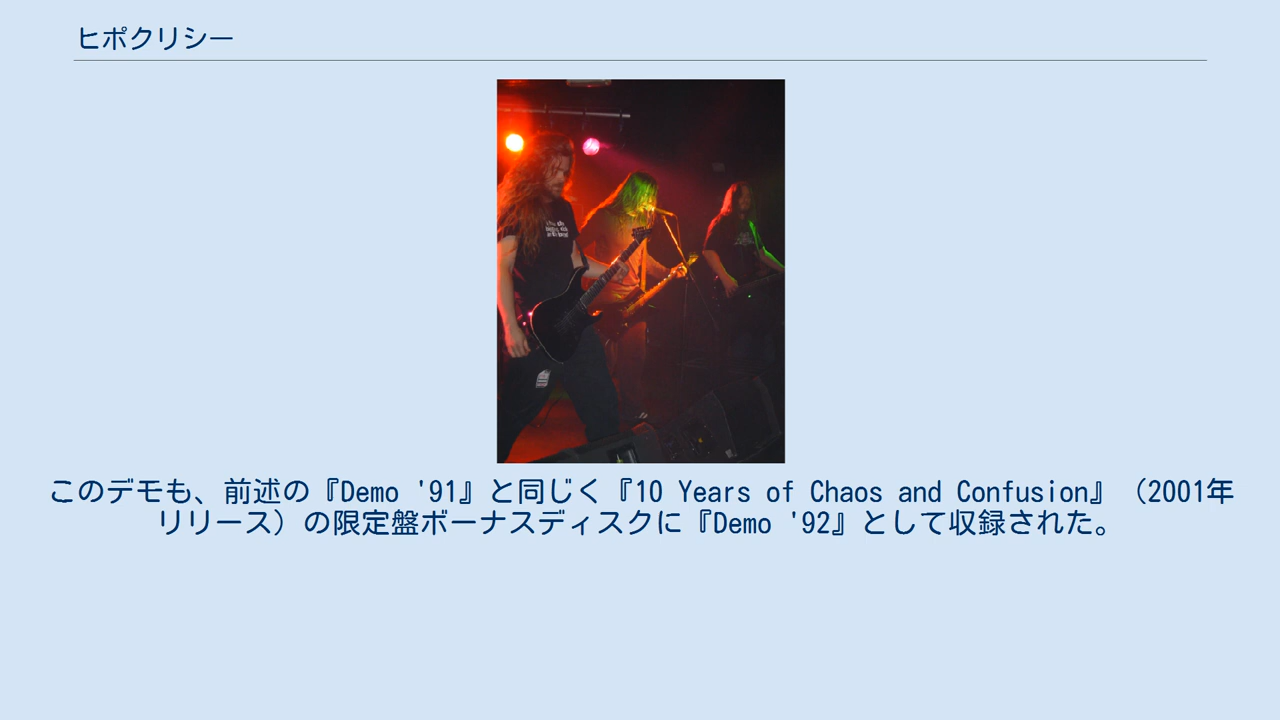 ヒポクリシー
このデモも、前述の『Demo '91』と同じく『10 Years of Chaos and Confusion』（2001年
リリース）の限定盤ボーナスディスクに『Demo '92』として収録された。